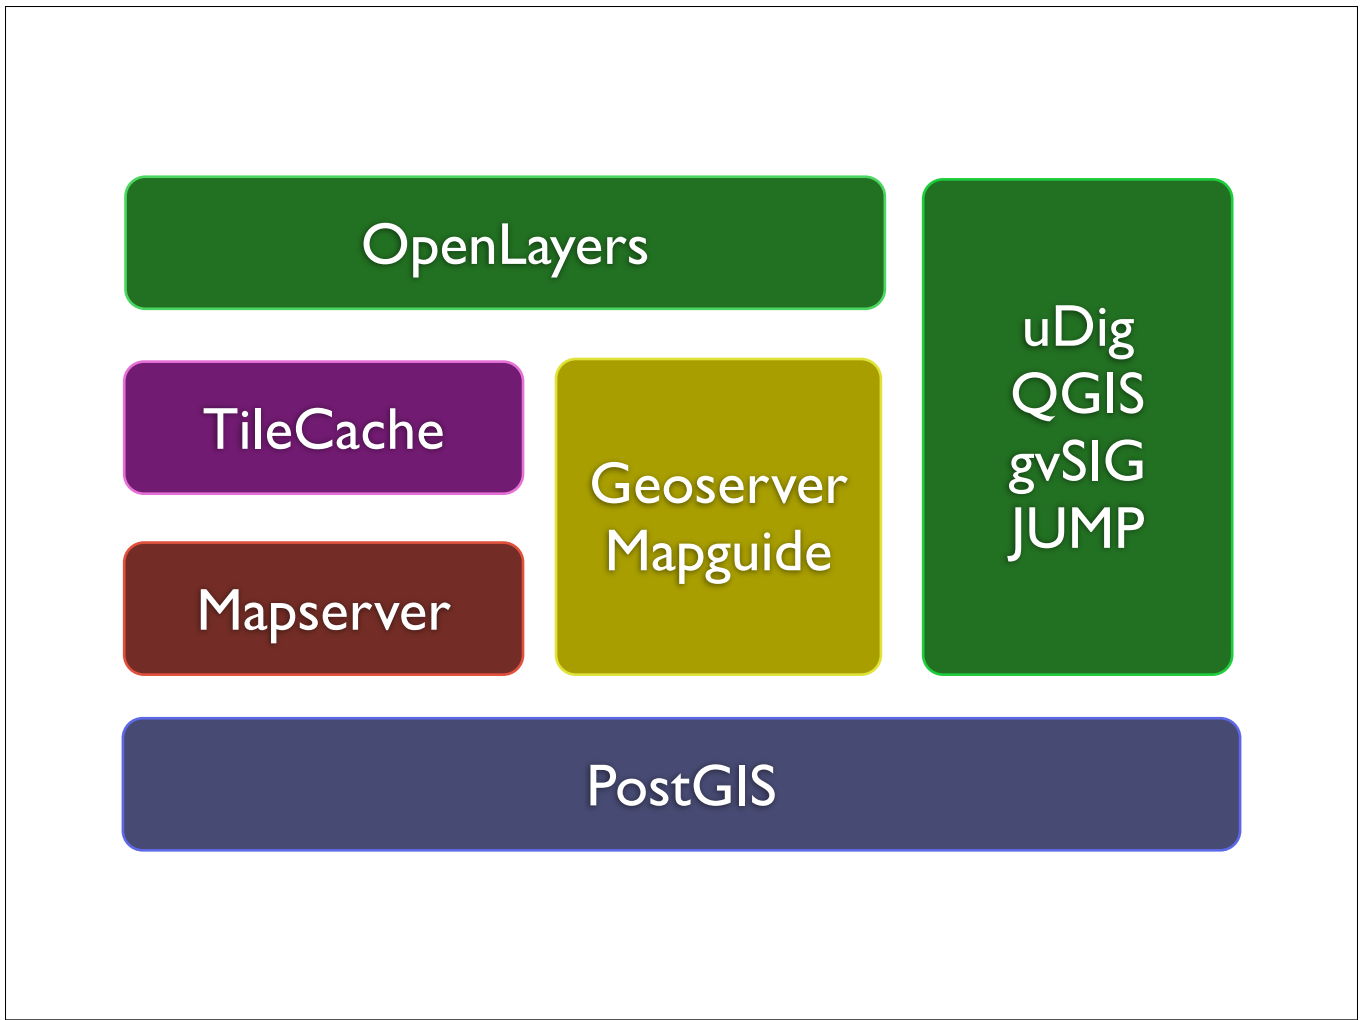 OpenLayers
TileCache
Mapserver
Geoserver
Mapguide
uDig
QGIS
gvSIG
JUMP
PostGIS